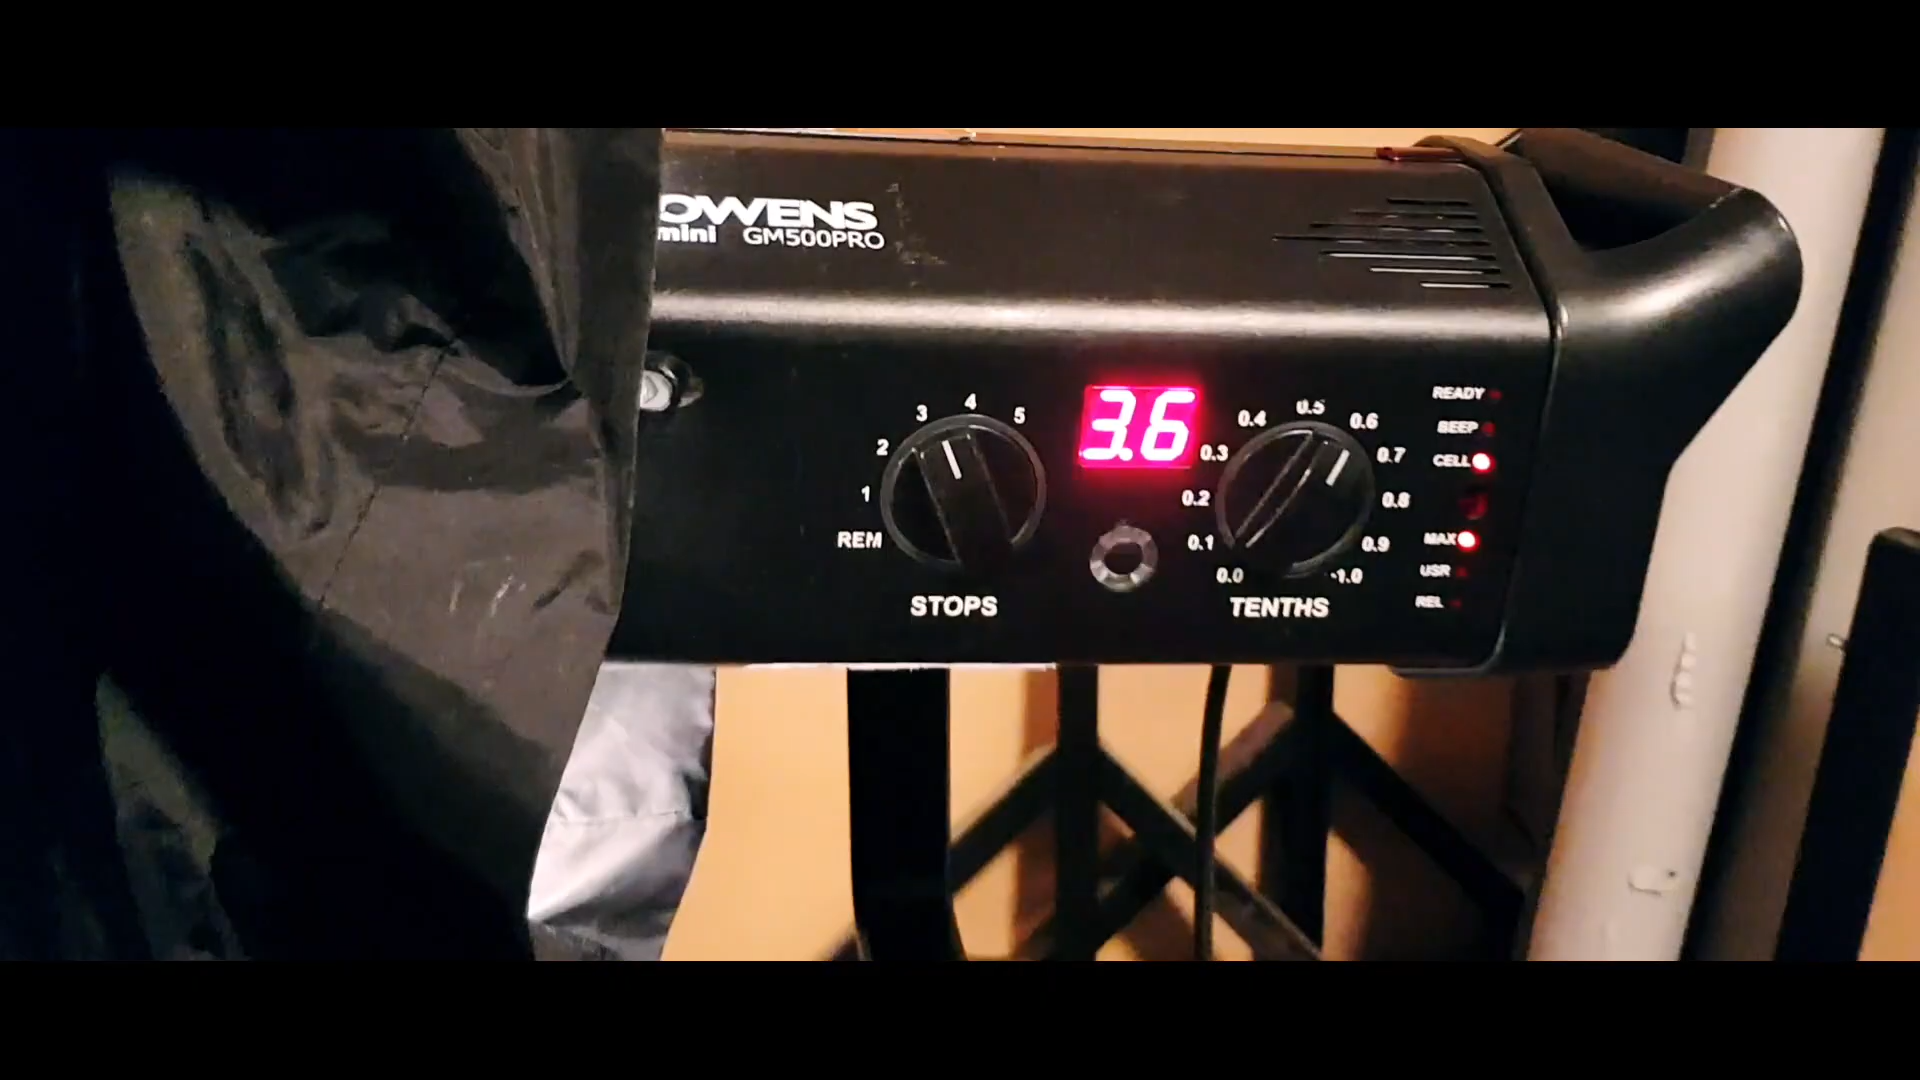 OWENS
mini GM500PRO
3.6
1 2 3 4 5
REM
STOPS
0.0 0.1 0.2 0.3 0.4 0.5 0.6 0.7 0.8 0.9 -1.0
TENTHS
READY
BEEP
CELL
MAX
USR
REL